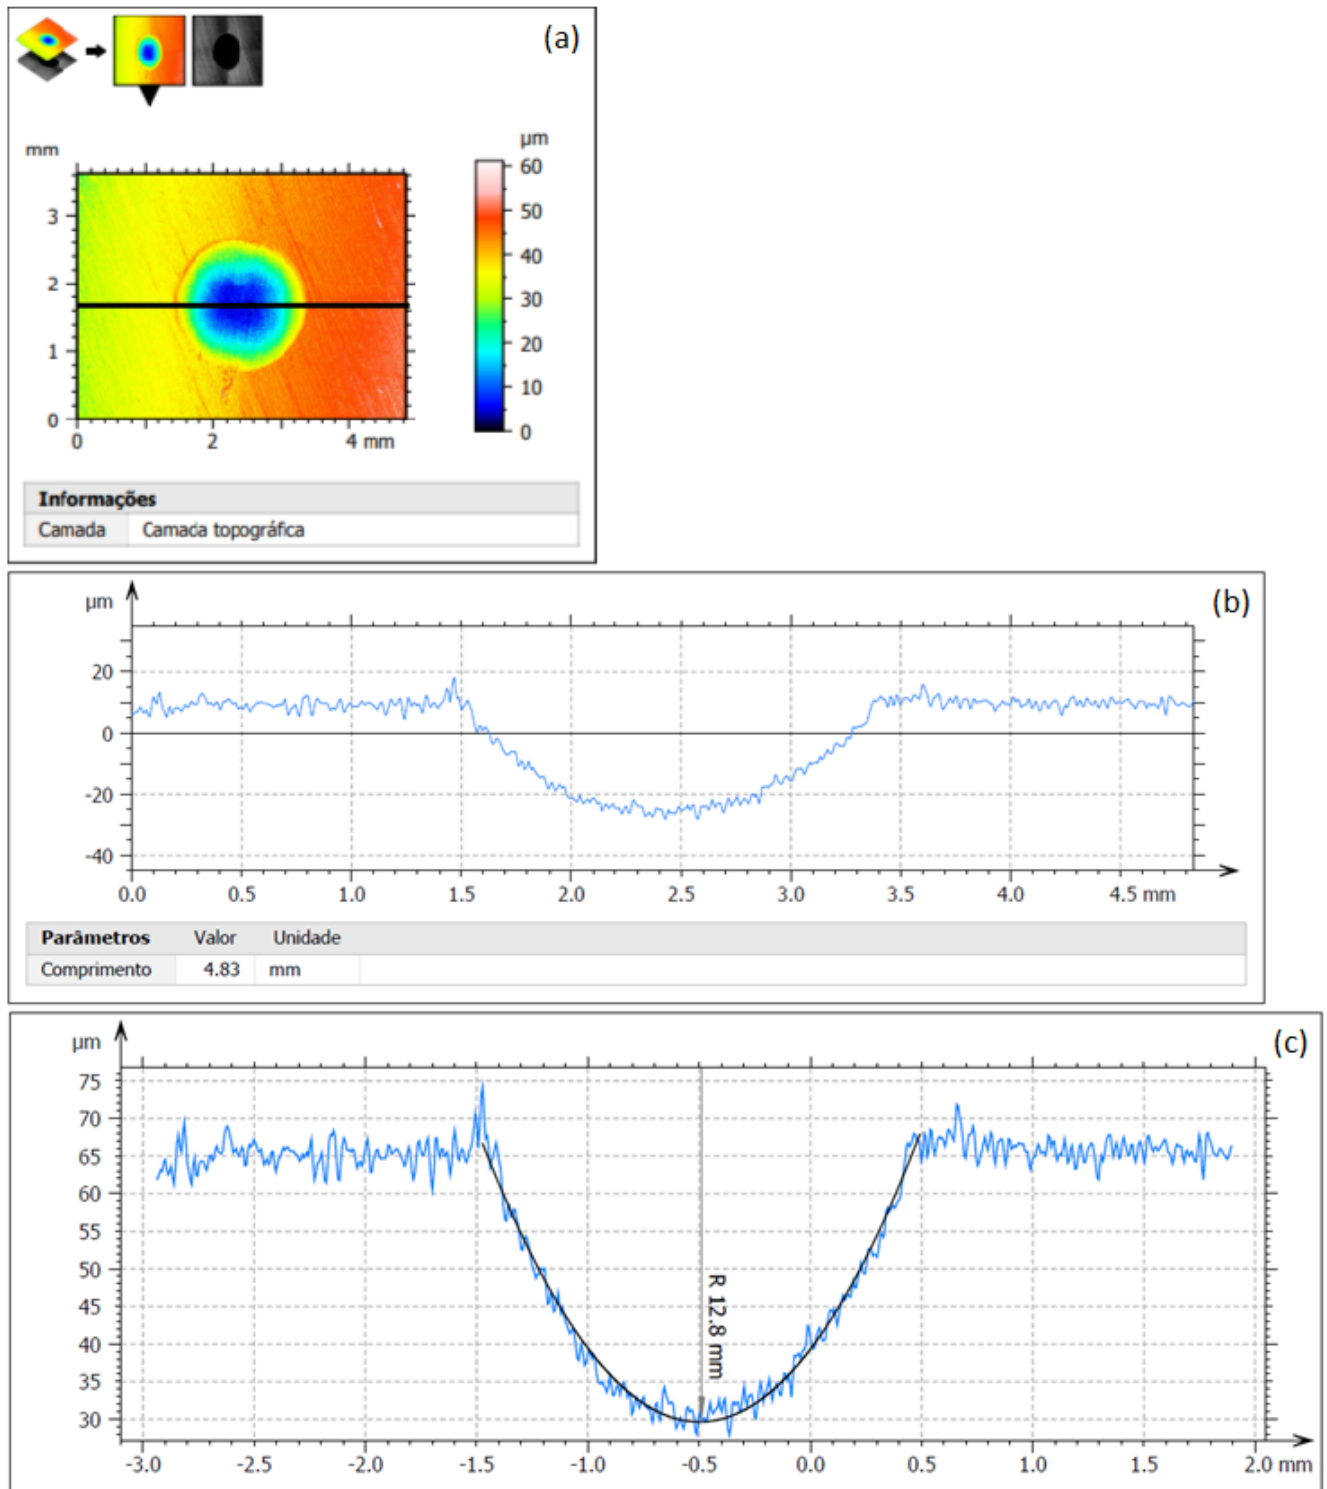 (a)
µm
mm
60
50
40
30
20
10
0
3
2
1
0
0 2 4 mm
Informações
Camada Camada topográfica
(b)
µm
20
0
-20
-40
0.0 0.5 1.0 1.5 2.0 2.5 3.0 3.5 4.0 4.5 mm
Parâmetros Valor Unidade
Comprimento 4.83 mm
(c)
µm
75
70
65
60
55
50
45
40
35
30
R 12.8 mm
-3.0 -2.5 -2.0 -1.5 -1.0 -0.5 0.0 0.5 1.0 1.5 2.0 mm